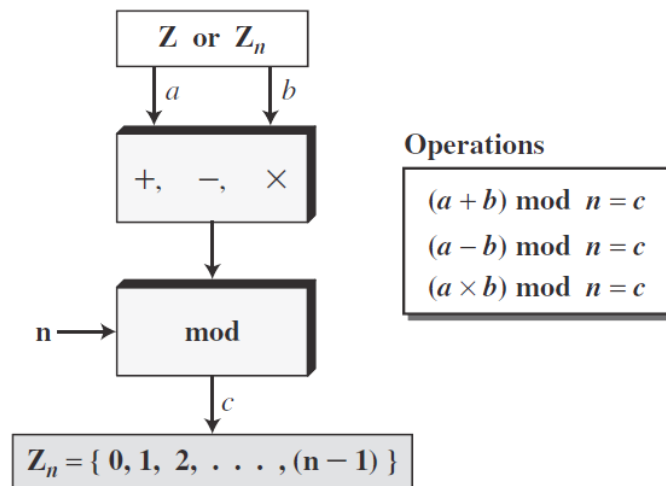 Z or Zₙ
a b
+, −, ×
n
mod
c
Zₙ = { 0, 1, 2, . . . , (n − 1) }
Operations
(a + b) mod n = c
(a − b) mod n = c
(a × b) mod n = c